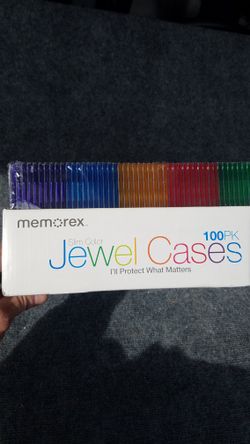 memorex
100PK
Slim Color
Jewel Cases
I'll Protect What Matters